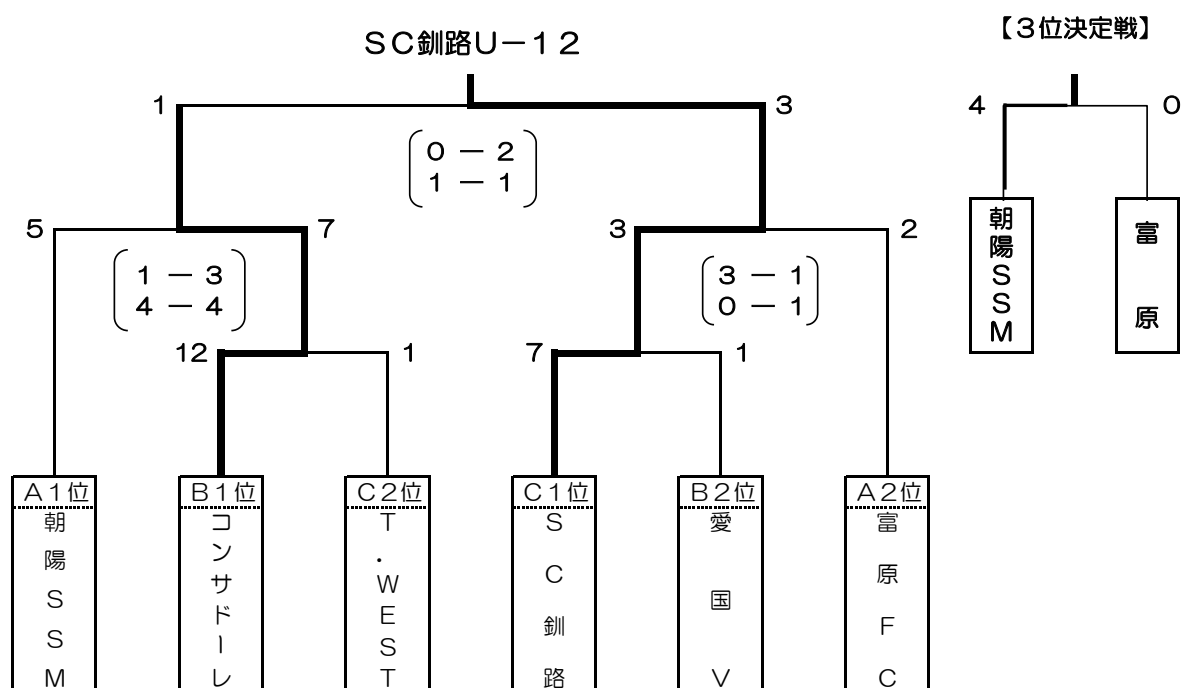 SC釧路U－12
【3位決定戦】
1
3
4
0
0 － 2
1 － 1
5
7
3
2
1 － 3
4 － 4
3 － 1
0 － 1
朝陽SSM
富原
12
1
7
1
A1位
B1位
C2位
C1位
B2位
A2位
朝陽SSM
コンサドーレ
T.WEST
SC釧路
愛国V
富原FC